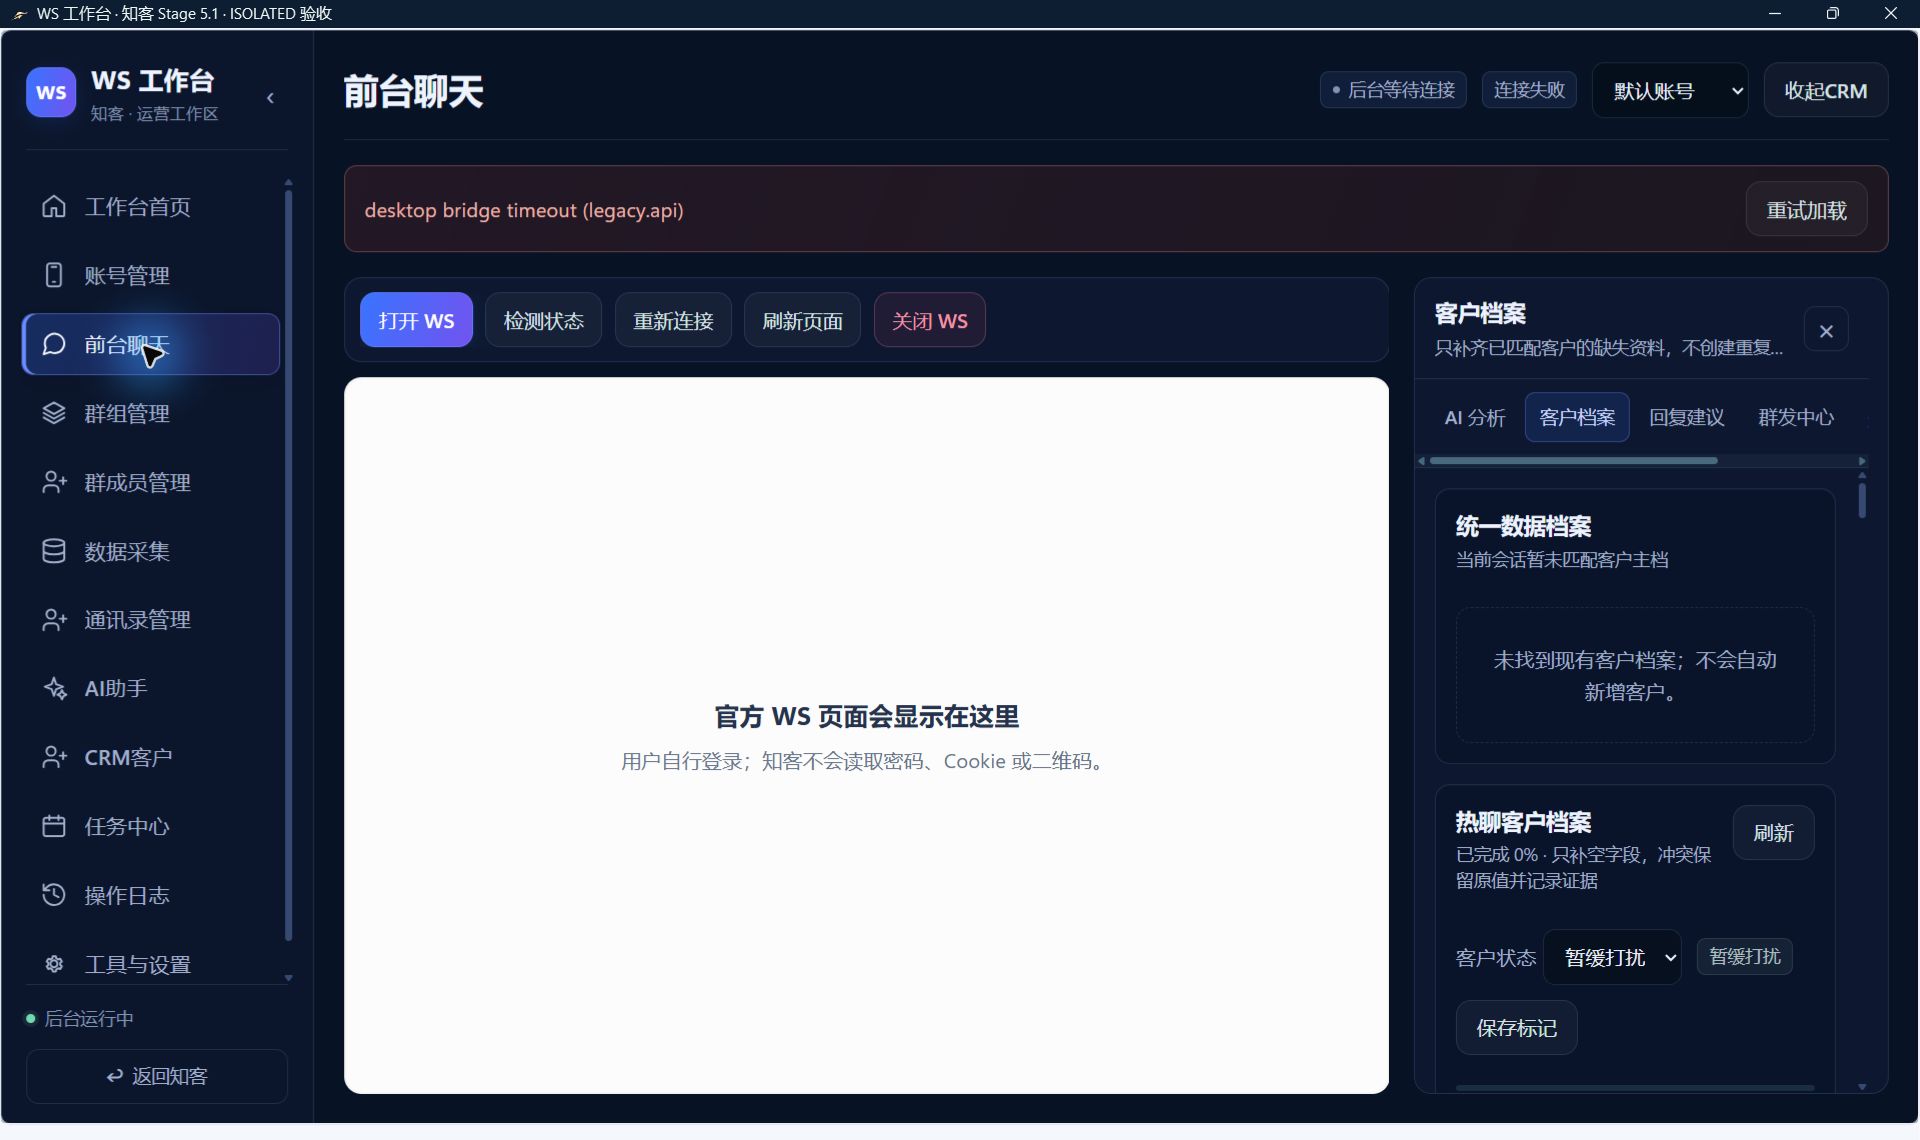 WS 工作台 · 知客 Stage 5.1 · ISOLATED 验收
WS
WS 工作台
知客 · 运营工作区
工作台首页
账号管理
前台聊天
群组管理
群成员管理
数据采集
通讯录管理
AI助手
CRM客户
任务中心
操作日志
工具与设置
后台运行中
返回知客
前台聊天
后台等待连接
连接失败
默认账号
收起CRM
desktop bridge timeout (legacy.api)
重试加载
打开 WS
检测状态
重新连接
刷新页面
关闭 WS
官方 WS 页面会显示在这里
用户自行登录；知客不会读取密码、Cookie 或二维码。
客户档案
只补齐已匹配客户的缺失资料，不创建重复...
AI 分析
客户档案
回复建议
群发中心
统一数据档案
当前会话暂未匹配客户主档
未找到现有客户档案；不会自动
新增客户。
热聊客户档案
刷新
已完成 0% · 只补空字段，冲突保
留原值并记录证据
客户状态
暂缓打扰
暂缓打扰
保存标记